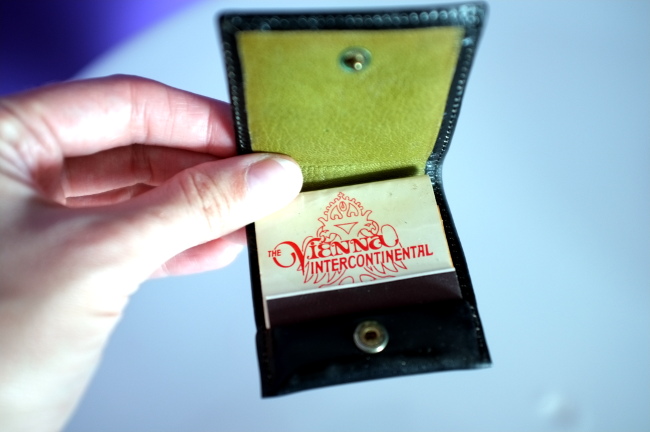 THE VIENNA
INTERCONTINENTAL